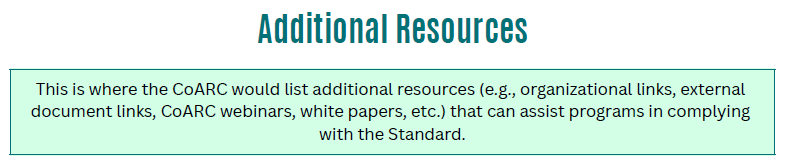 Additional Resources
This is where the CoARC would list additional resources (e.g., organizational links, external
document links, CoARC webinars, white papers, etc.) that can assist programs in complying
with the Standard.